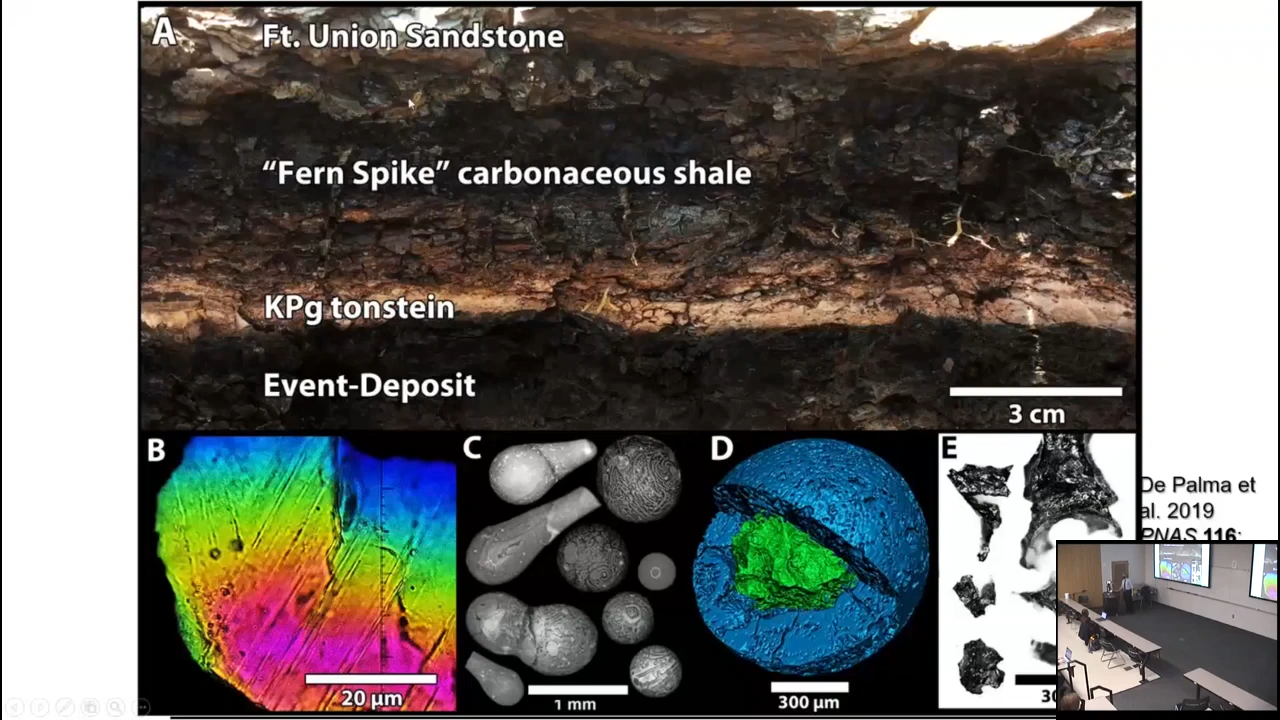 A
Ft. Union Sandstone
“Fern Spike” carbonaceous shale
KPg tonstein
Event-Deposit
3 cm
B
20 µm
C
1 mm
D
300 µm
E
De Palma et
al. 2019
PNAS 116: